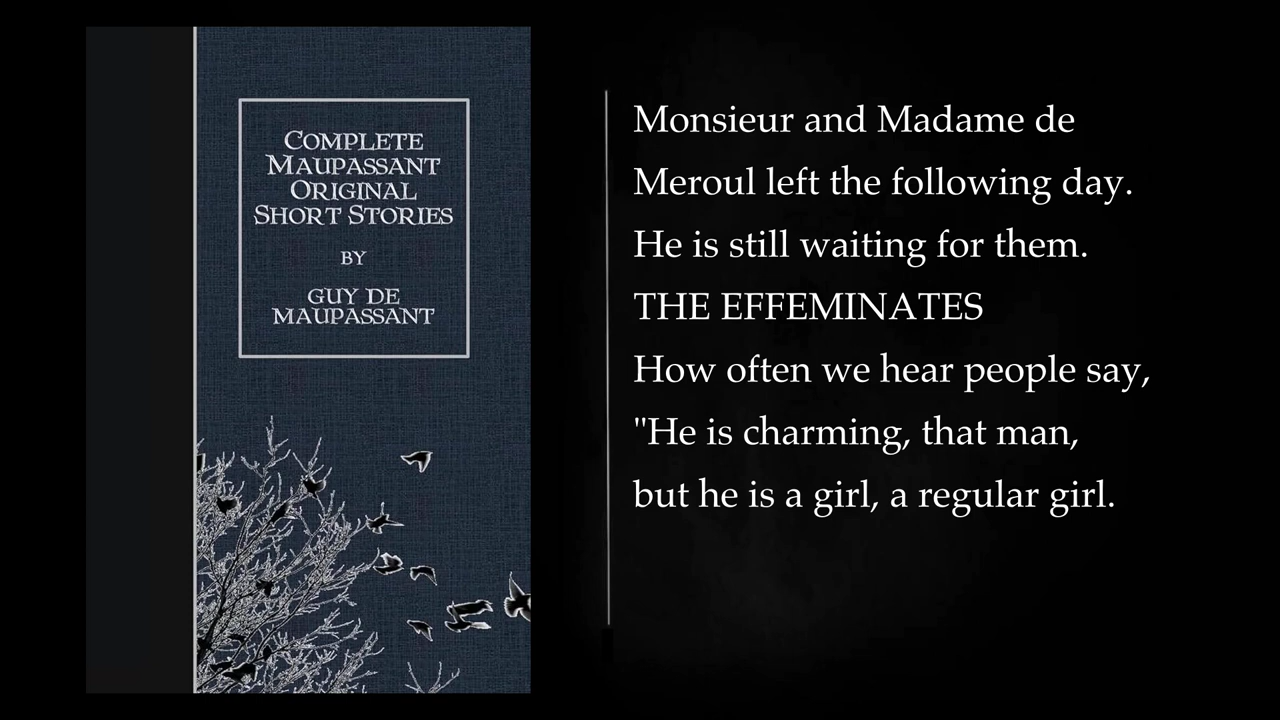 COMPLETE
MAUPASSANT
ORIGINAL
SHORT STORIES
BY
GUY DE
MAUPASSANT
Monsieur and Madame de
Meroul left the following day.
He is still waiting for them.
THE EFFEMINATES
How often we hear people say,
"He is charming, that man,
but he is a girl, a regular girl.